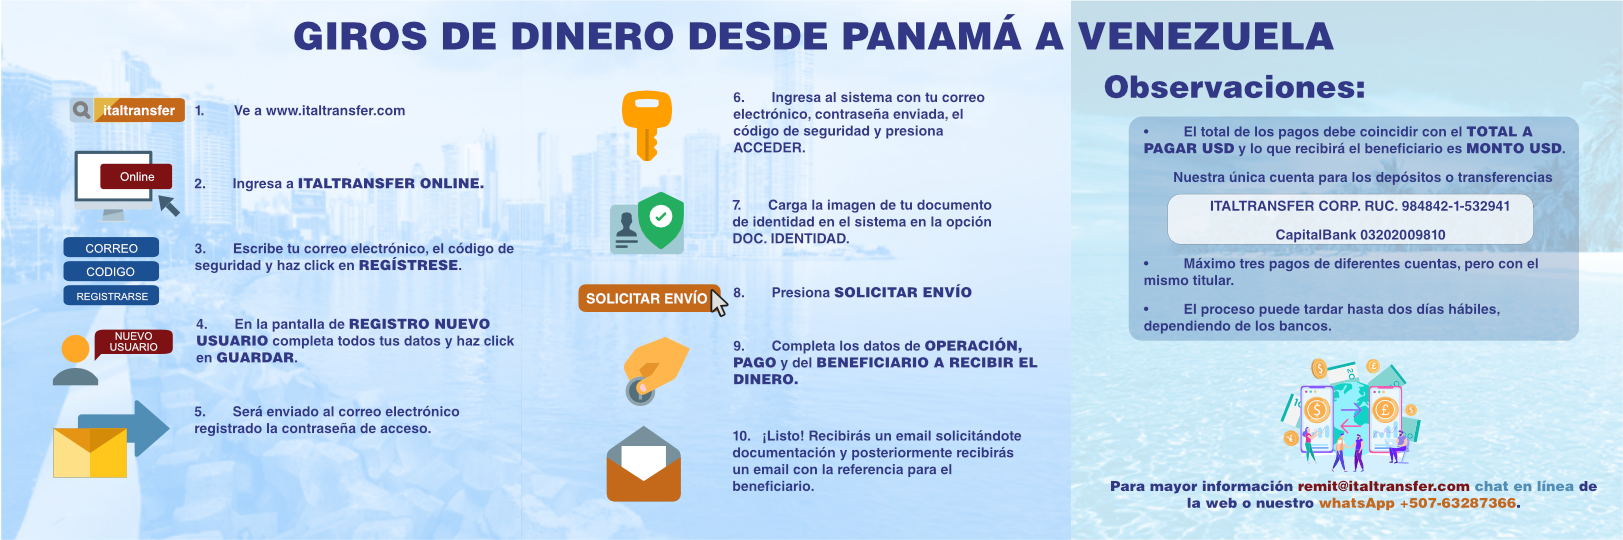 GIROS DE DINERO DESDE PANAMÁ A VENEZUELA
italtransfer
1. Ve a www.italtransfer.com
Online
2. Ingresa a ITALTRANSFER ONLINE.
CORREO
CODIGO
REGISTRARSE
3. Escribe tu correo electrónico, el código de
seguridad y haz click en REGÍSTRESE.
NUEVO
USUARIO
4. En la pantalla de REGISTRO NUEVO
USUARIO completa todos tus datos y haz click
en GUARDAR.
5. Será enviado al correo electrónico
registrado la contraseña de acceso.
6. Ingresa al sistema con tu correo
electrónico, contraseña enviada, el
código de seguridad y presiona
ACCEDER.
7. Carga la imagen de tu documento
de identidad en el sistema en la opción
DOC. IDENTIDAD.
SOLICITAR ENVÍO
8. Presiona SOLICITAR ENVÍO
9. Completa los datos de OPERACIÓN,
PAGO y del BENEFICIARIO A RECIBIR EL
DINERO.
10. ¡Listo! Recibirás un email solicitándote
documentación y posteriormente recibirás
un email con la referencia para el
beneficiario.
Observaciones:
• El total de los pagos debe coincidir con el TOTAL A
PAGAR USD y lo que recibirá el beneficiario es MONTO USD.
Nuestra única cuenta para los depósitos o transferencias
ITALTRANSFER CORP. RUC. 984842-1-532941
CapitalBank 03202009810
• Máximo tres pagos de diferentes cuentas, pero con el
mismo titular.
• El proceso puede tardar hasta dos días hábiles,
dependiendo de los bancos.
Para mayor información remit@italtransfer.com chat en línea de
la web o nuestro whatsApp +507-63287366.